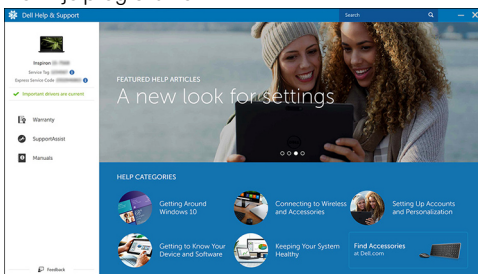 Dell Help & Support
Search
Inspiron
Service Tag
Express Service Code
Important drivers are current
Warranty
SupportAssist
Manuals
Feedback
FEATURED HELP ARTICLES
A new look for settings
HELP CATEGORIES
Getting Around
Windows 10
Connecting to Wireless
and Accessories
Setting Up Accounts
and Personalization
Getting to Know Your
Device and Software
Keeping Your System
Healthy
Find Accessories
at Dell.com